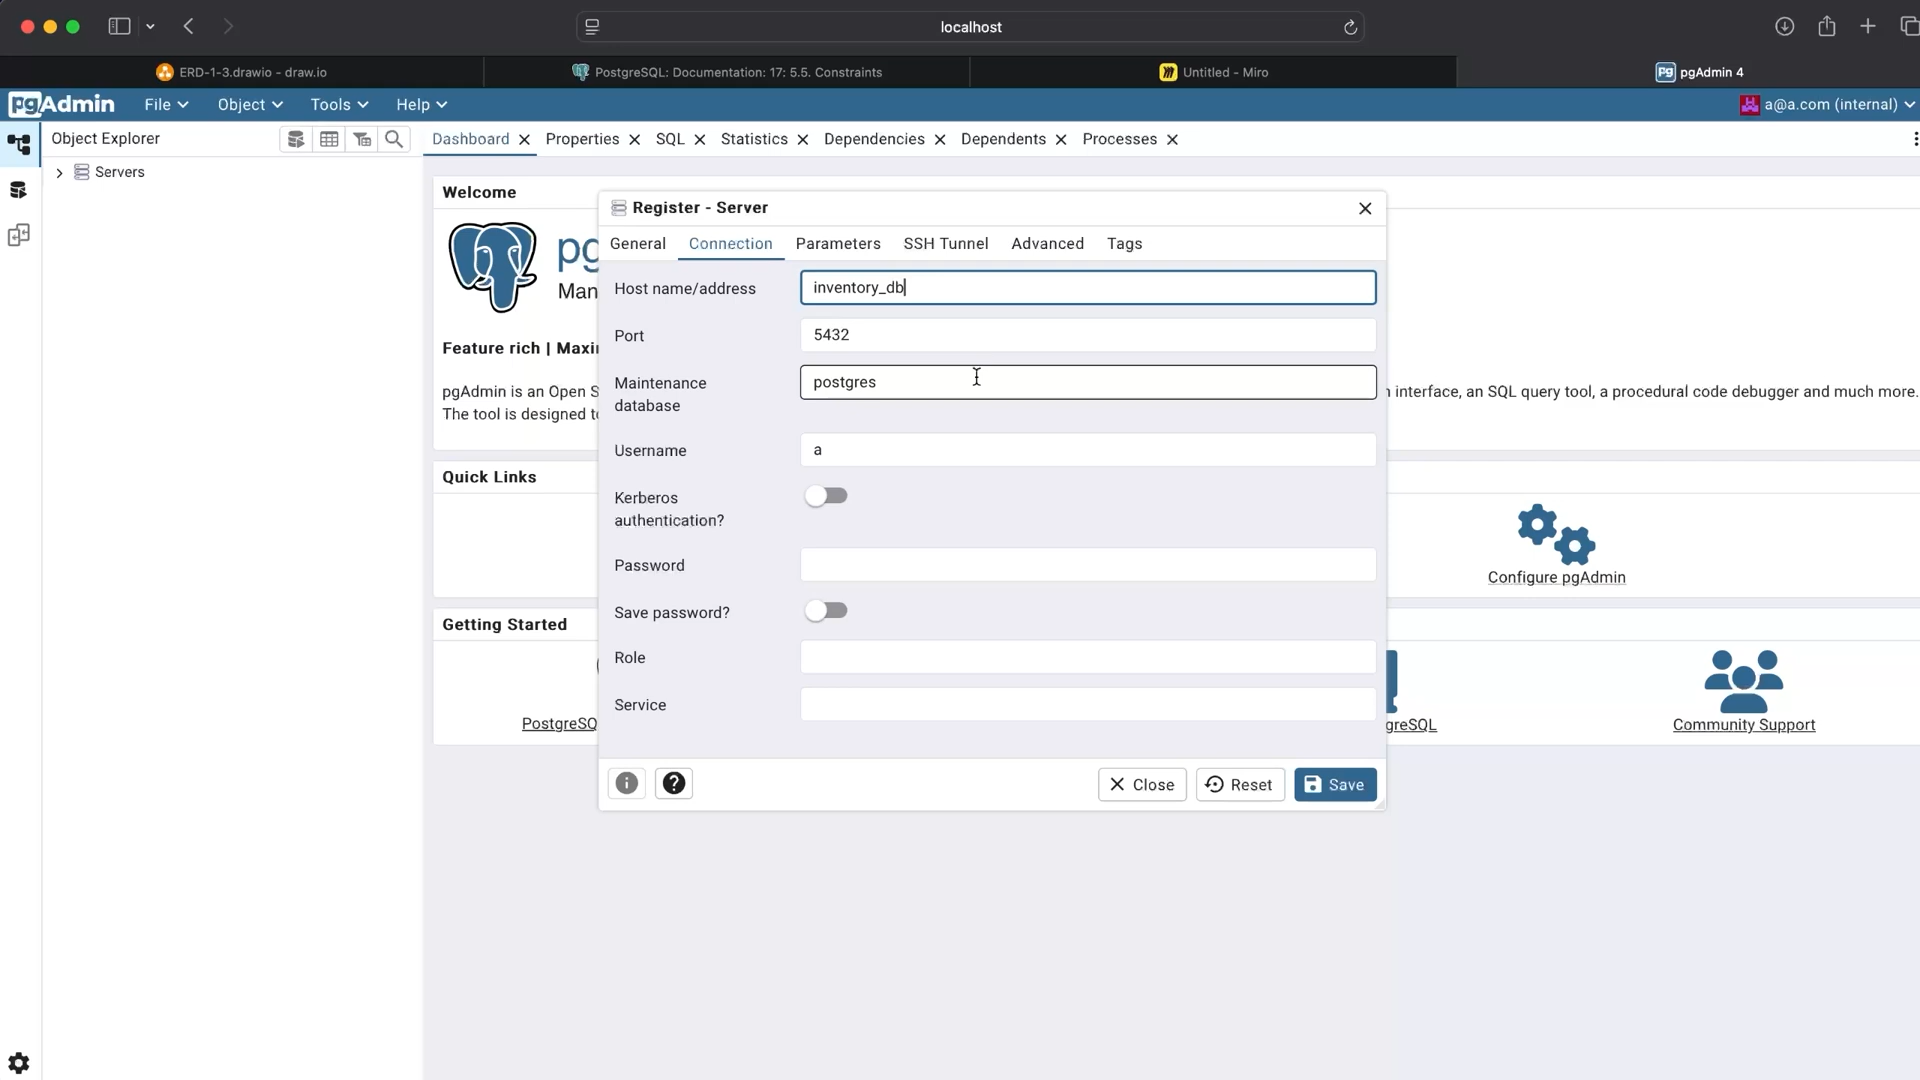 localhost
ERD-1-3.drawio - draw.io
PostgreSQL: Documentation: 17: 5.5. Constraints
Untitled - Miro
pgAdmin 4
pgAdmin File Object Tools Help
a@a.com (internal)
Object Explorer
Dashboard Properties SQL Statistics Dependencies Dependents Processes
Servers
Welcome
Register - Server
General Connection Parameters SSH Tunnel Advanced Tags
pg
Man
Host name/address inventory_db
Port 5432
Feature rich | Maxi
Maintenance database postgres
pgAdmin is an Open S
n interface, an SQL query tool, a procedural code debugger and much more.
The tool is designed to
Username a
Quick Links
Kerberos authentication?
Password
Configure pgAdmin
Save password?
Getting Started
Role
Service
PostgreSQ
greSQL
Community Support
Close Reset Save